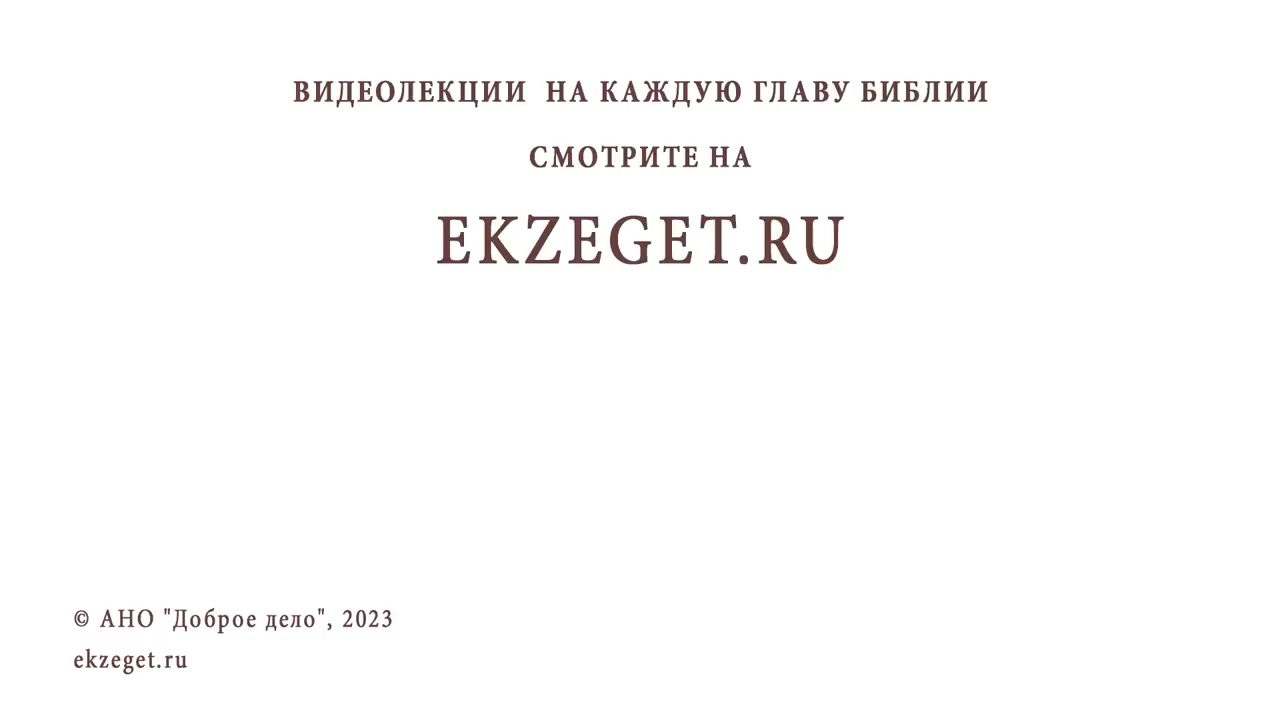 ВИДЕОЛЕКЦИИ НА КАЖДУЮ ГЛАВУ БИБЛИИ
СМОТРИТЕ НА
EKZEGET.RU
© АНО "Доброе дело", 2023
ekzeget.ru